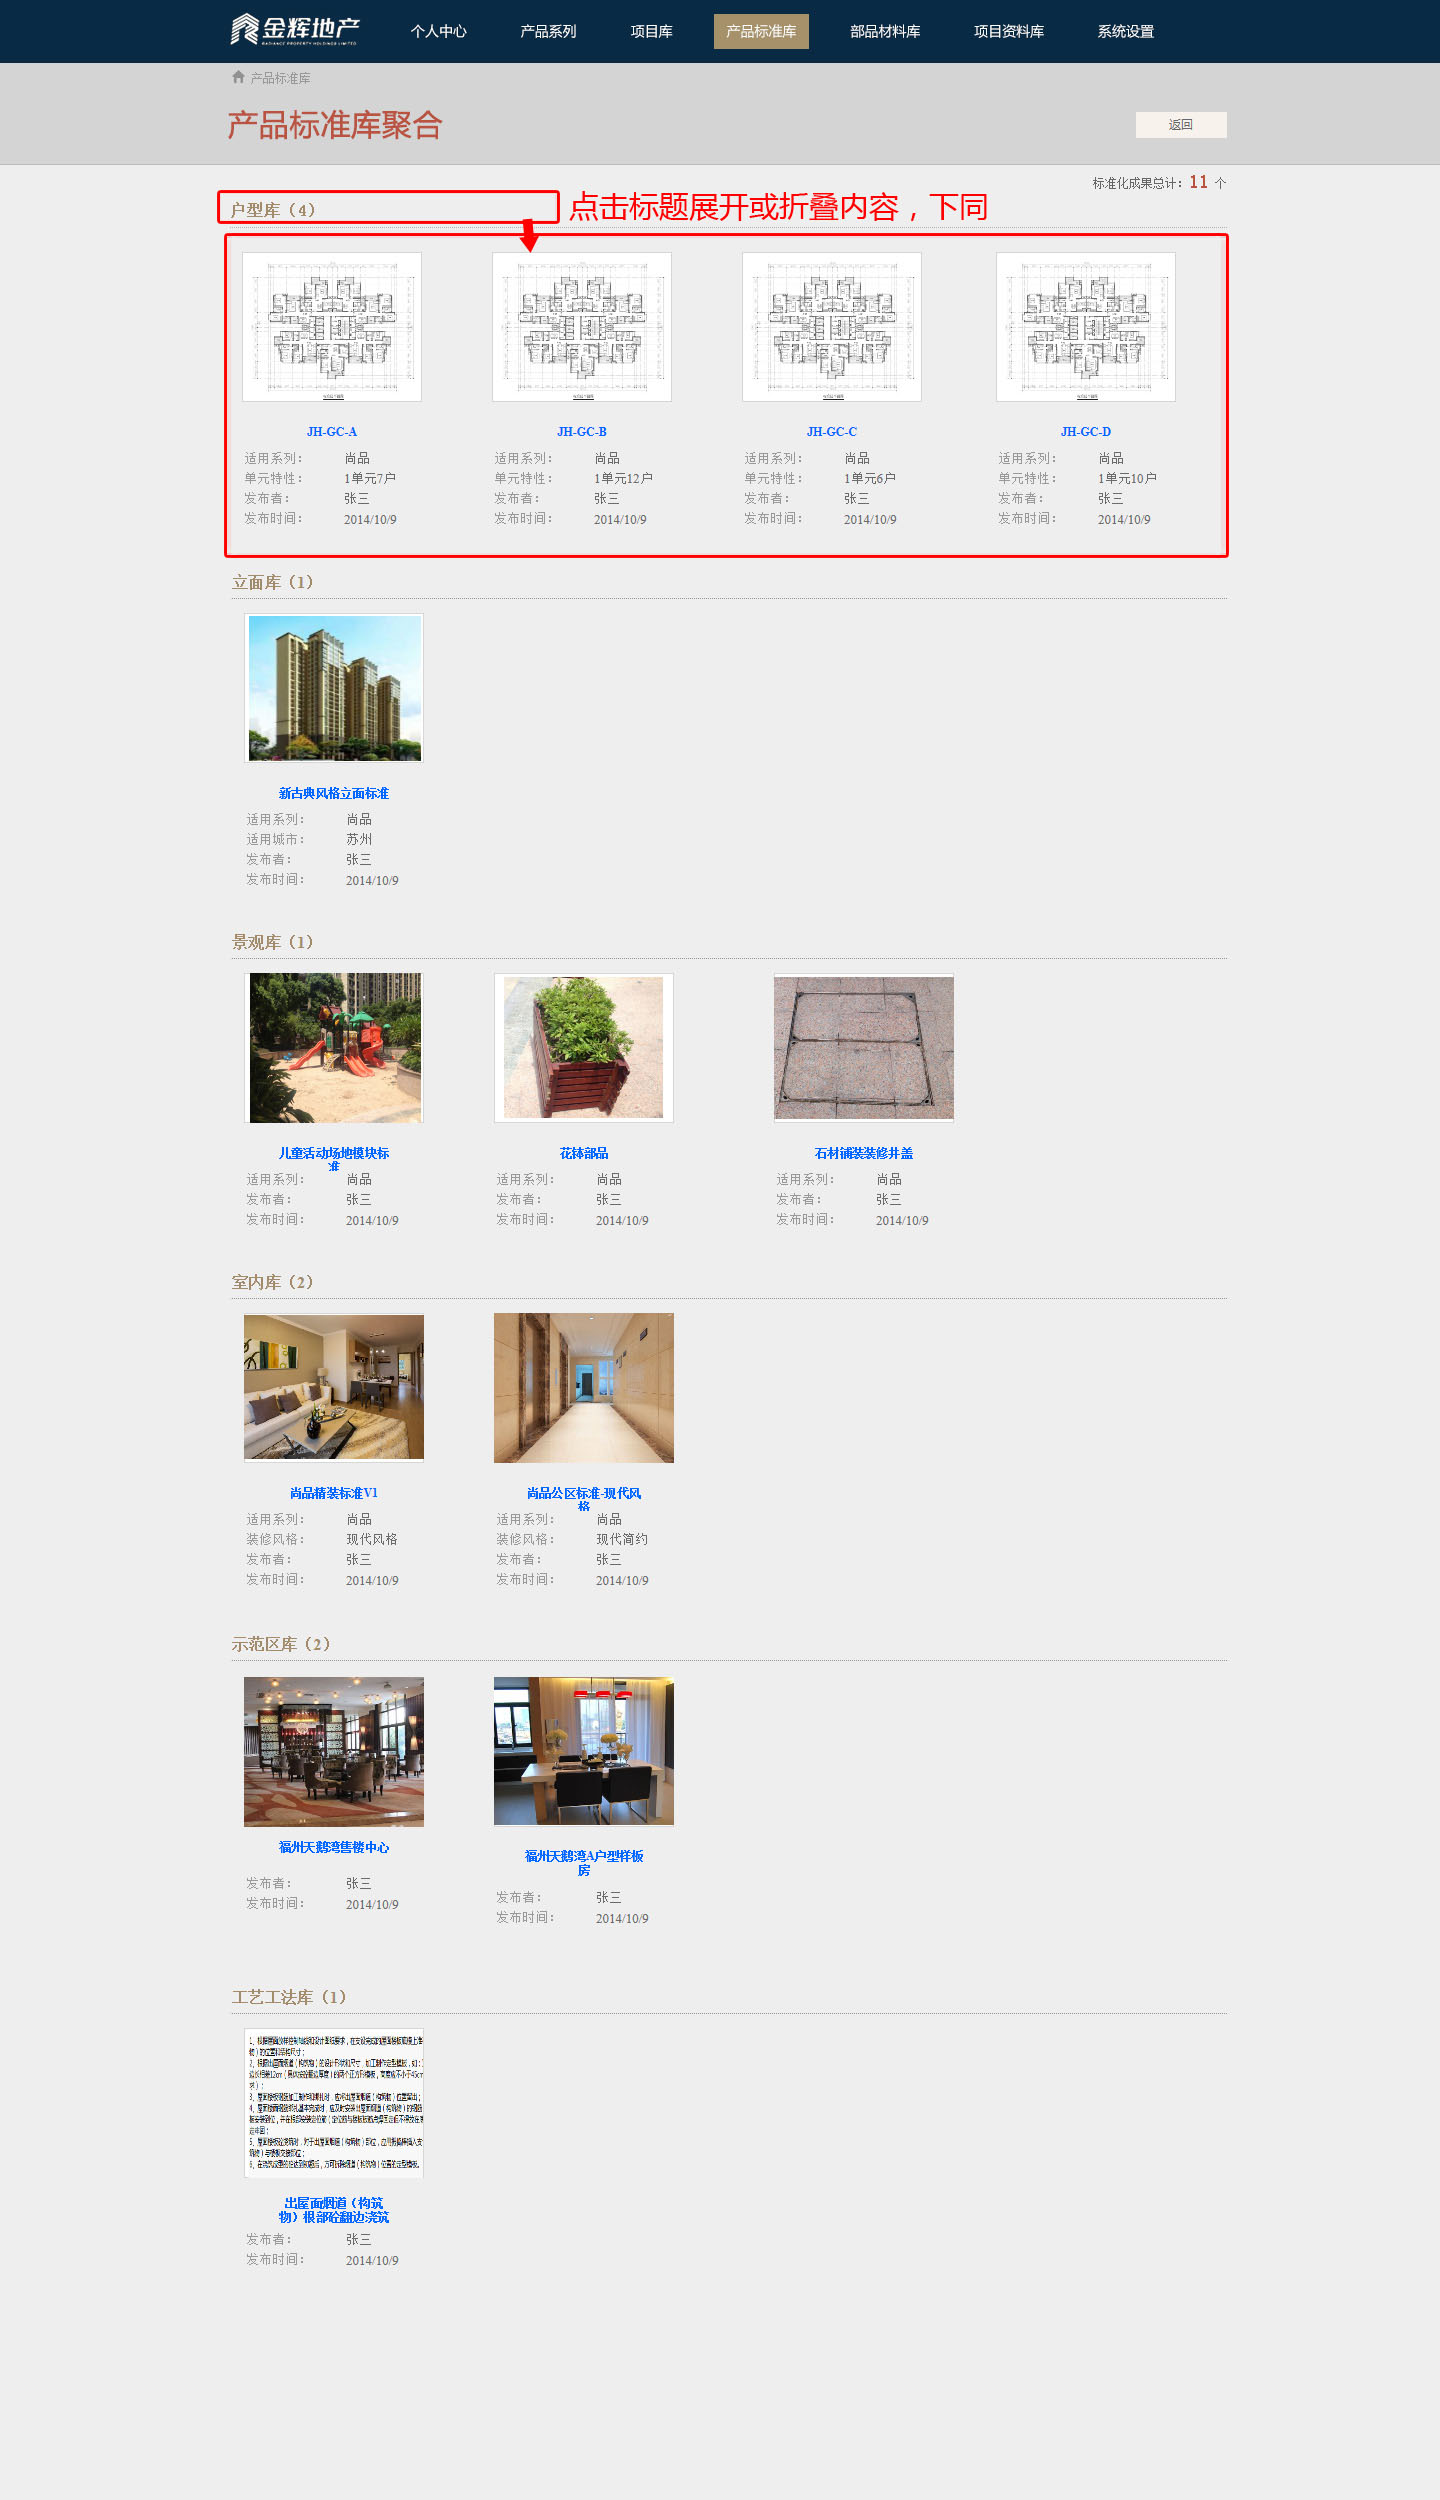 金辉地产
RADIANCE PROPERTY HOLDINGS LIMITED
个人中心 产品系列 项目库 产品标准库 部品材料库 项目资料库 系统设置
产品标准库
产品标准库聚合
返回
标准化成果总计：11 个
户型库（4）
点击标题展开或折叠内容，下同
JH-GC-A JH-GC-B JH-GC-C JH-GC-D
适用系列： 尚品 适用系列： 尚品 适用系列： 尚品 适用系列： 尚品
单元特性： 1单元7户 单元特性： 1单元12户 单元特性： 1单元6户 单元特性： 1单元10户
发布者： 张三 发布者： 张三 发布者： 张三 发布者： 张三
发布时间： 2014/10/9 发布时间： 2014/10/9 发布时间： 2014/10/9 发布时间： 2014/10/9
立面库（1）
新古典风格立面标准
适用系列： 尚品
适用城市： 苏州
发布者： 张三
发布时间： 2014/10/9
景观库（1）
儿童活动场地模块标 花钵部品 石材铺装装修井盖
准
适用系列： 尚品 适用系列： 尚品 适用系列： 尚品
发布者： 张三 发布者： 张三 发布者： 张三
发布时间： 2014/10/9 发布时间： 2014/10/9 发布时间： 2014/10/9
室内库（2）
尚品精装标准V1 尚品公区标准-现代风
格
适用系列： 尚品 适用系列： 尚品
装修风格： 现代风格 装修风格： 现代简约
发布者： 张三 发布者： 张三
发布时间： 2014/10/9 发布时间： 2014/10/9
示范区库（2）
福州天鹅湾售楼中心 福州天鹅湾A户型样板
房
发布者： 张三 发布者： 张三
发布时间： 2014/10/9 发布时间： 2014/10/9
工艺工法库（1）
出屋面烟道（构筑
物）根部砼翻边浇筑
发布者： 张三
发布时间： 2014/10/9